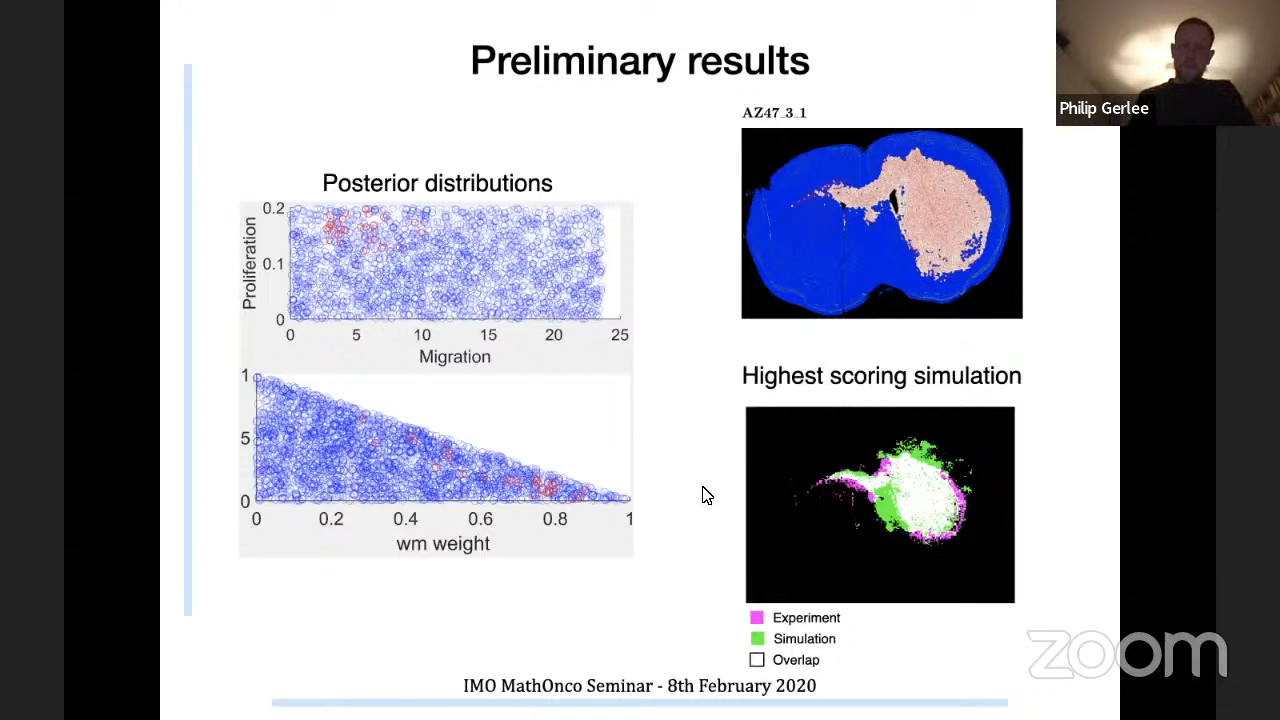 Preliminary results
Philip Gerlee
AZ47_3_1
Posterior distributions
0.2
0.1
0
Proliferation
0 5 10 15 20 25
Migration
1
5
0
0 0.2 0.4 0.6 0.8 1
wm weight
Highest scoring simulation
Experiment
Simulation
Overlap
zoom
IMO MathOnco Seminar - 8th February 2020